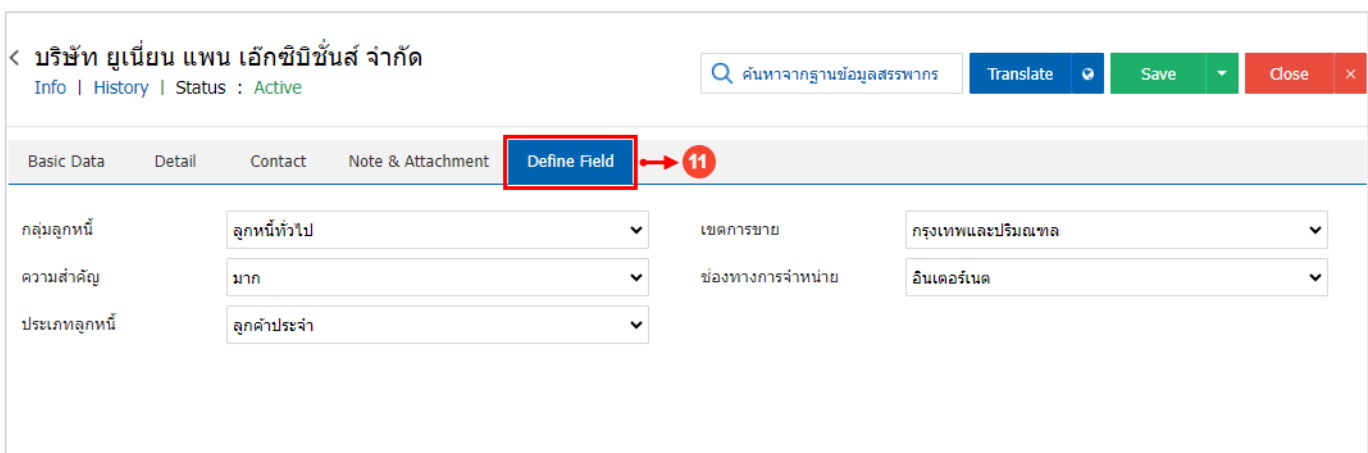 < บริษัท ยูเนี่ยน แพน เอ๊กซิบิชั่นส์ จำกัด
Info | History | Status : Active
ค้นหาจากฐานข้อมูลสรรพากร Translate Save Close ×
Basic Data Detail Contact Note & Attachment Define Field 11
กลุ่มลูกหนี้ ลูกหนี้ทั่วไป เขตการขาย กรุงเทพและปริมณฑล
ความสำคัญ มาก ช่องทางการจำหน่าย อินเตอร์เนต
ประเภทลูกหนี้ ลูกค้าประจำ